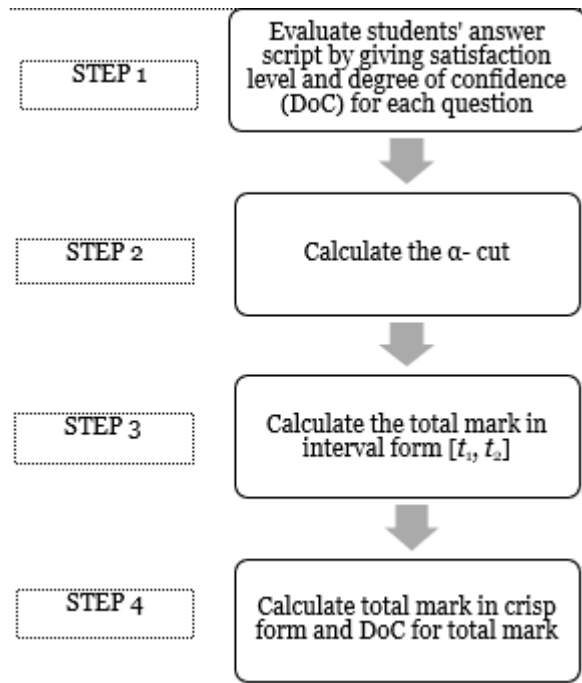 STEP 1
Evaluate students' answer
script by giving satisfaction
level and degree of confidence
(DoC) for each question
STEP 2
Calculate the α- cut
STEP 3
Calculate the total mark in
interval form [t₁, t₂]
STEP 4
Calculate total mark in crisp
form and DoC for total mark